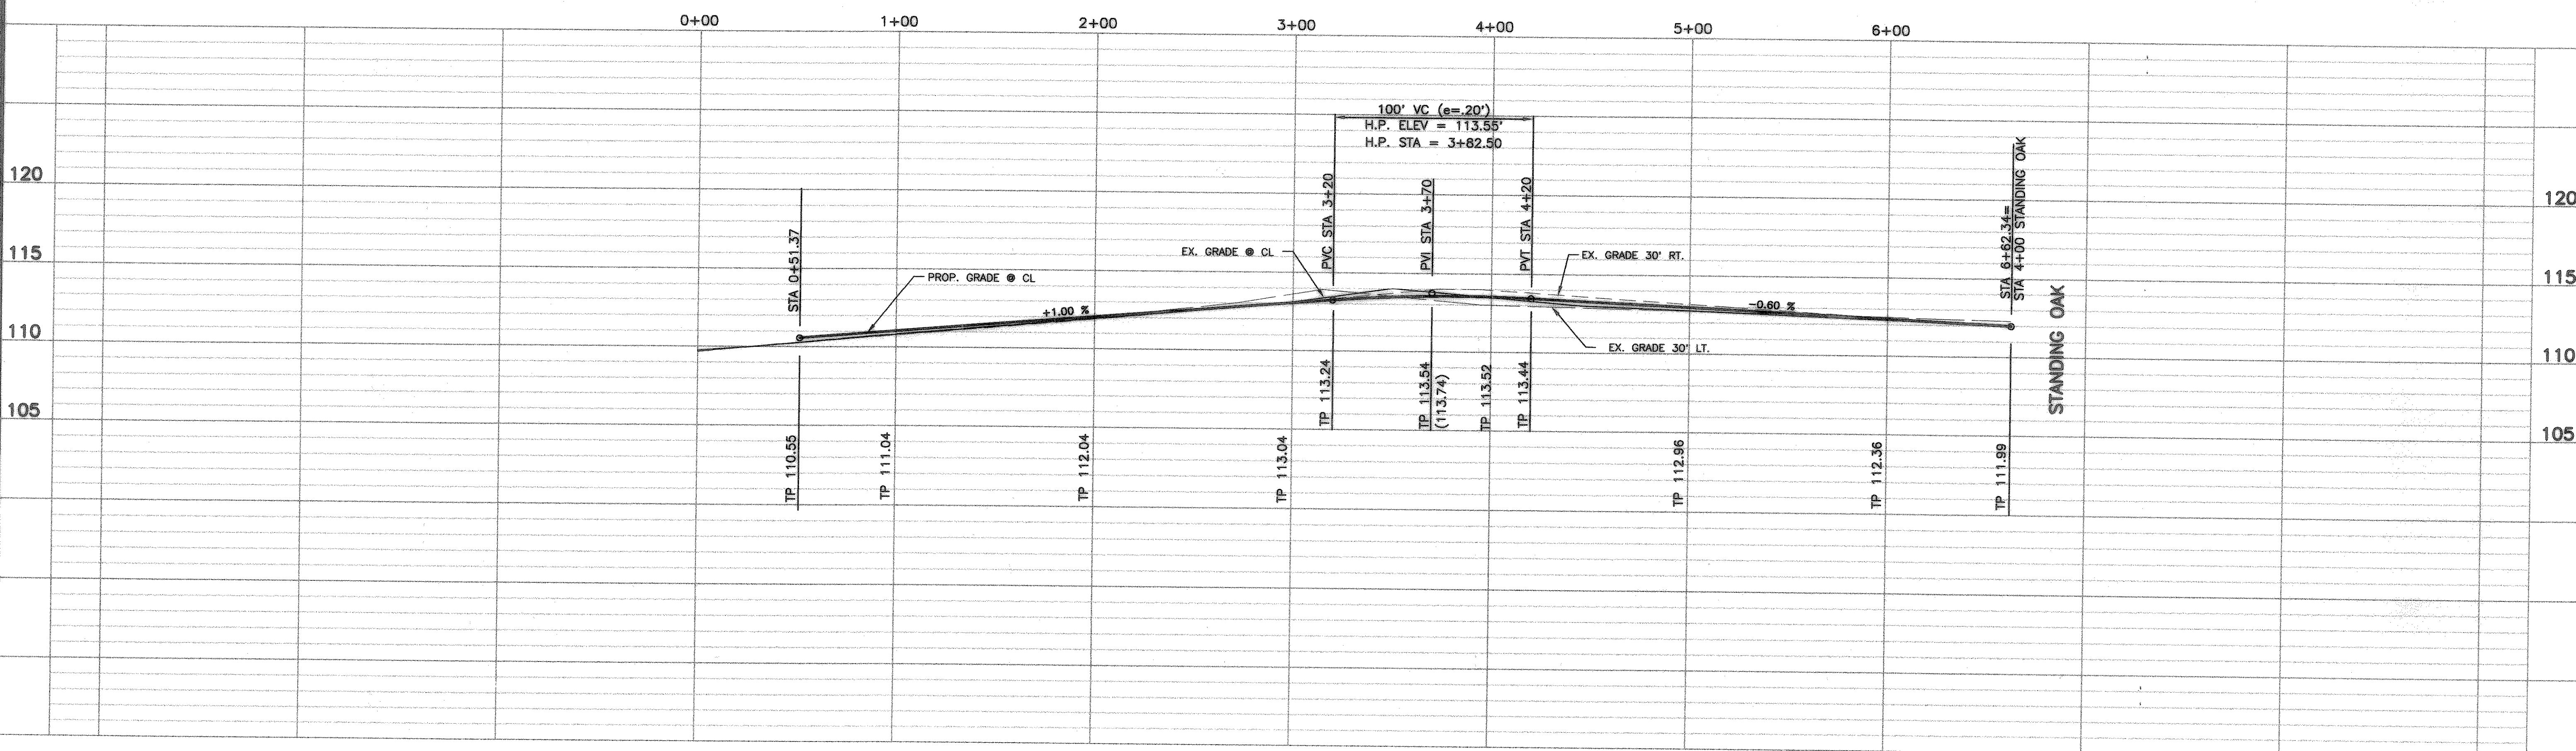 0+00 1+00 2+00 3+00 4+00 5+00 6+00
100' VC (e=.20')
H.P. ELEV = 113.55'
H.P. STA = 3+82.50
120
115
110
105
STA 0+51.37
PROP. GRADE @ CL
+1.00 %
EX. GRADE @ CL
PVC STA 3+20
PVI STA 3+70
PVT STA 4+20
EX. GRADE 30' RT.
-0.60 %
EX. GRADE 30' LT.
STA 6+62.34=
STA 4+00 STANDING OAK
STANDING OAK
TP 110.55
TP 111.04
TP 112.04
TP 113.04
TP 113.24
TP 113.54
(113.74)
TP 113.52
TP 113.44
TP 112.96
TP 112.36
TP 111.99
120
115
110
105